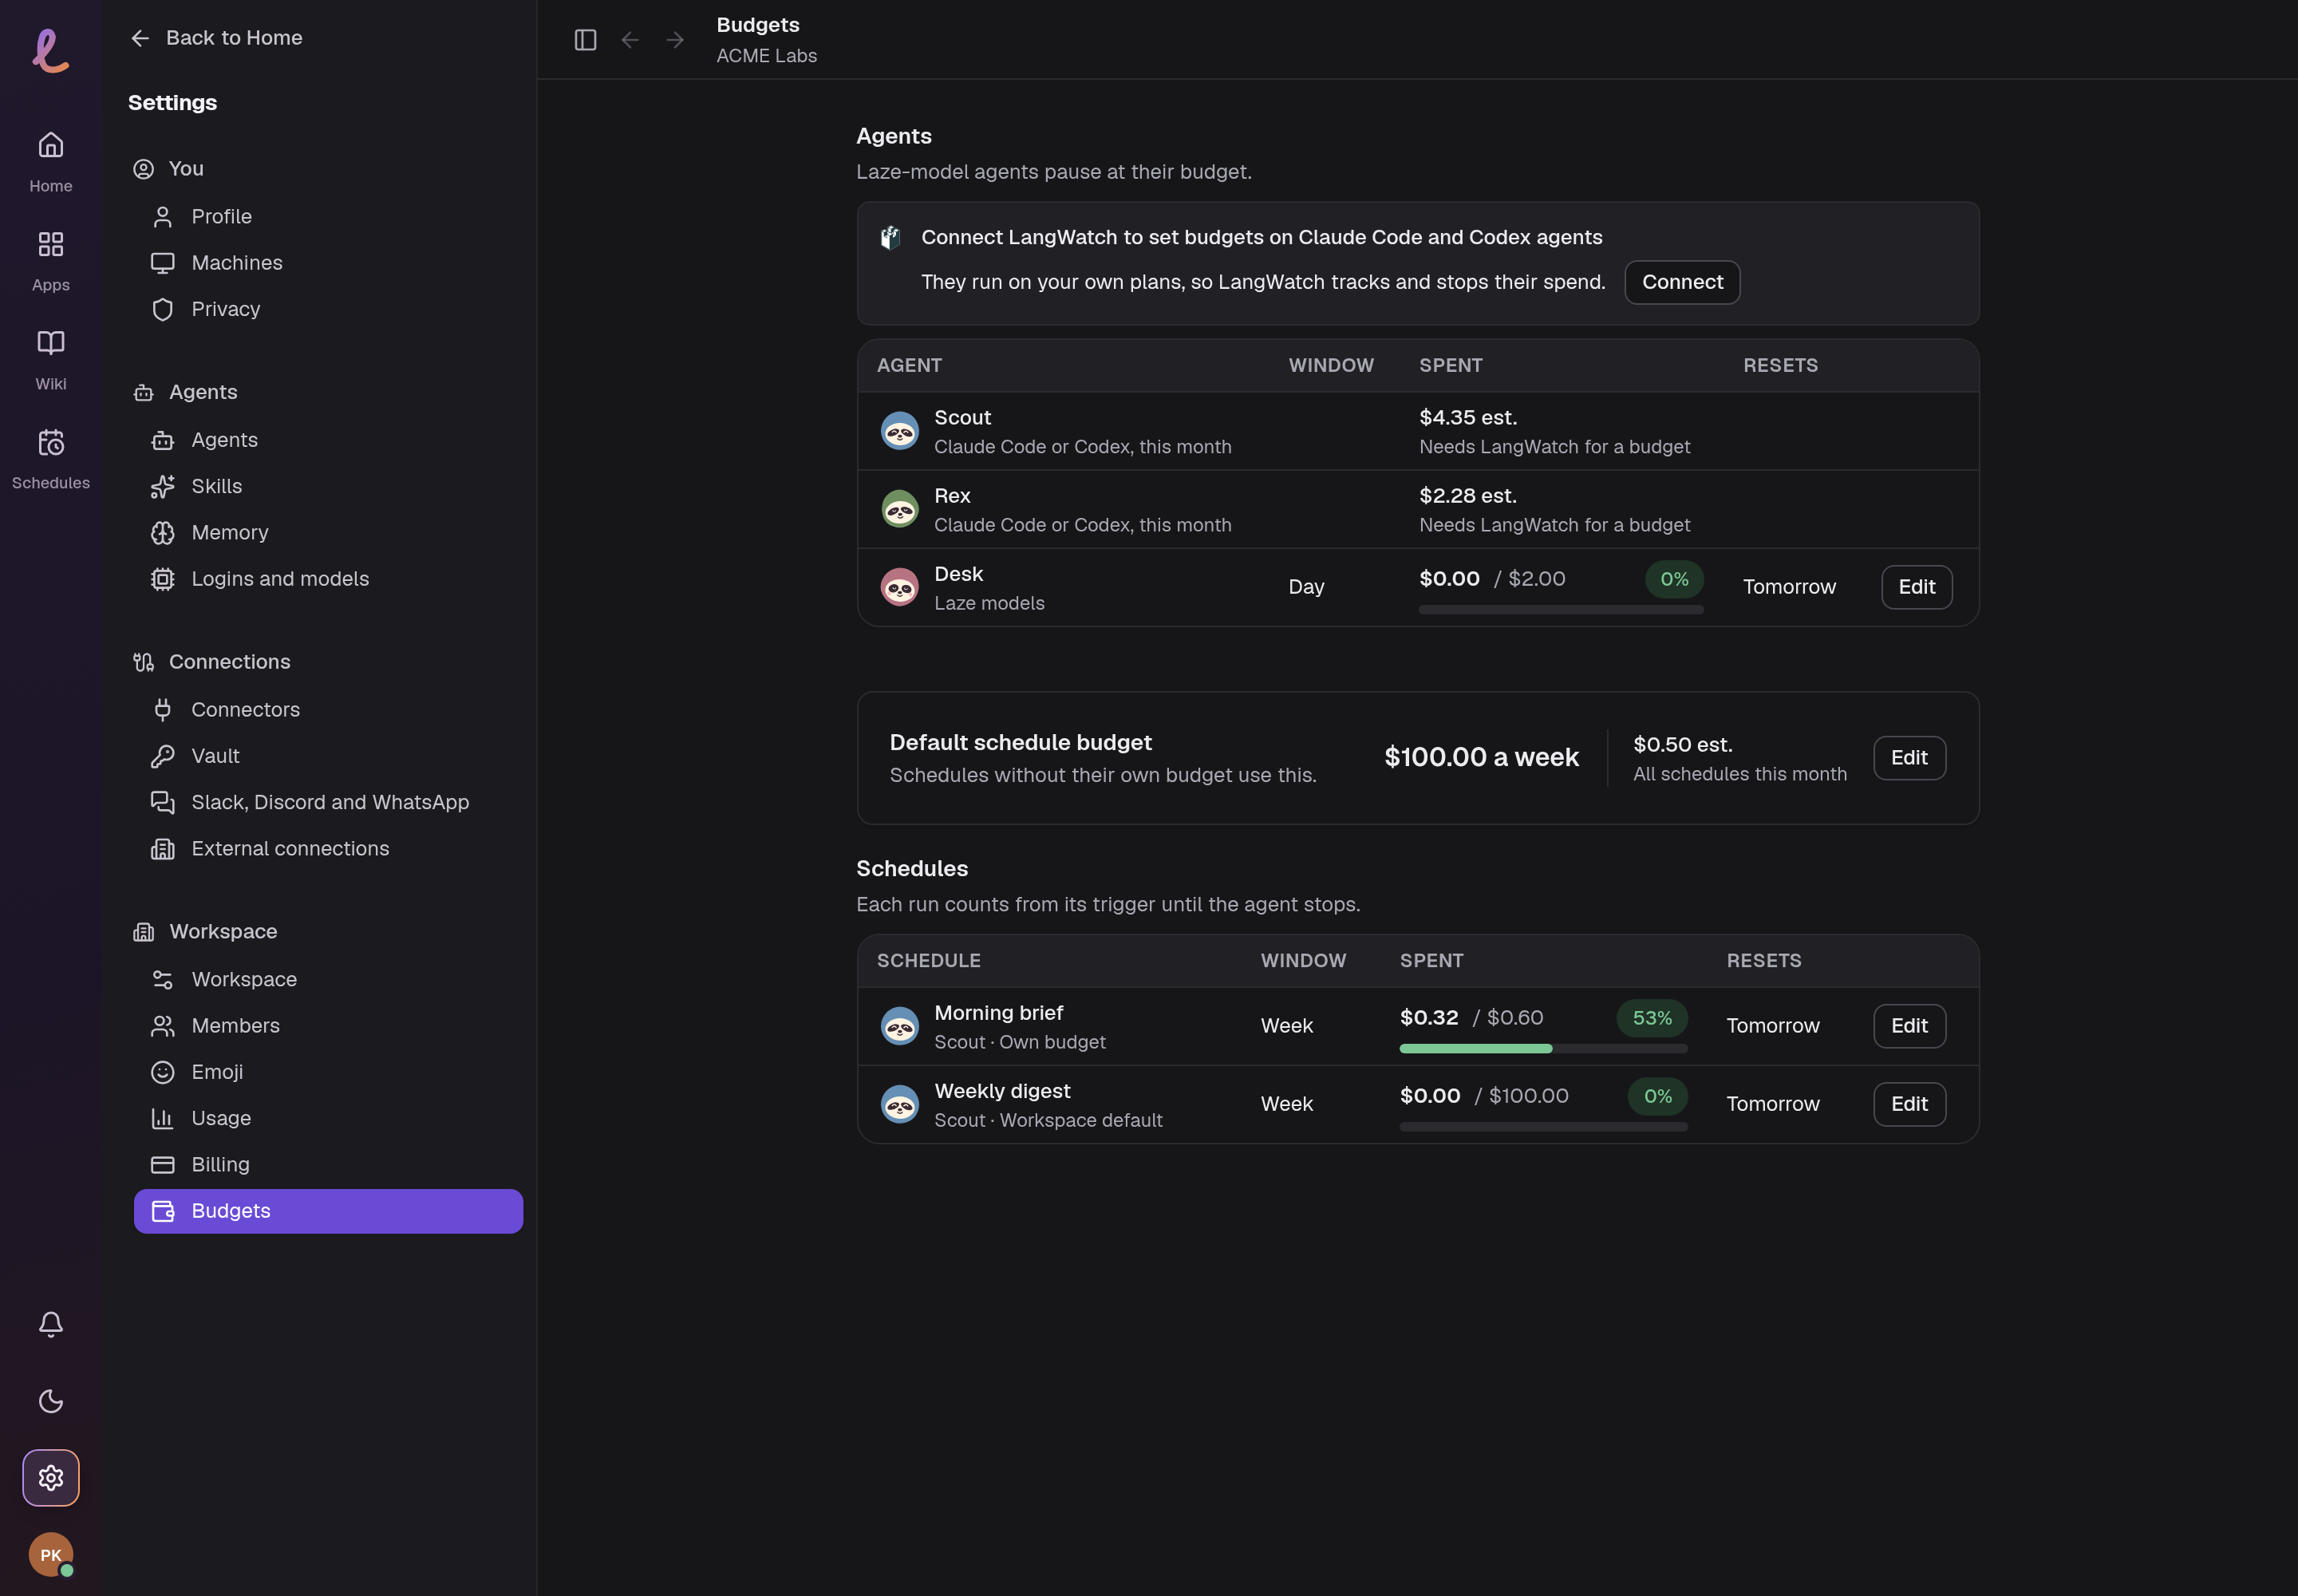 Back to Home
Settings
You
Profile
Machines
Privacy
Agents
Agents
Skills
Memory
Logins and models
Connections
Connectors
Vault
Slack, Discord and WhatsApp
External connections
Workspace
Workspace
Members
Emoji
Usage
Billing
Budgets
Home
Apps
Wiki
Schedules
PK
Budgets
ACME Labs
Agents
Laze-model agents pause at their budget.
Connect LangWatch to set budgets on Claude Code and Codex agents
They run on your own plans, so LangWatch tracks and stops their spend. Connect
AGENT WINDOW SPENT RESETS
Scout $4.35 est.
Claude Code or Codex, this month Needs LangWatch for a budget
Rex $2.28 est.
Claude Code or Codex, this month Needs LangWatch for a budget
Desk Day $0.00 / $2.00 0% Tomorrow Edit
Laze models
Default schedule budget $100.00 a week $0.50 est. Edit
Schedules without their own budget use this. All schedules this month
Schedules
Each run counts from its trigger until the agent stops.
SCHEDULE WINDOW SPENT RESETS
Morning brief Week $0.32 / $0.60 53% Tomorrow Edit
Scout · Own budget
Weekly digest Week $0.00 / $100.00 0% Tomorrow Edit
Scout · Workspace default